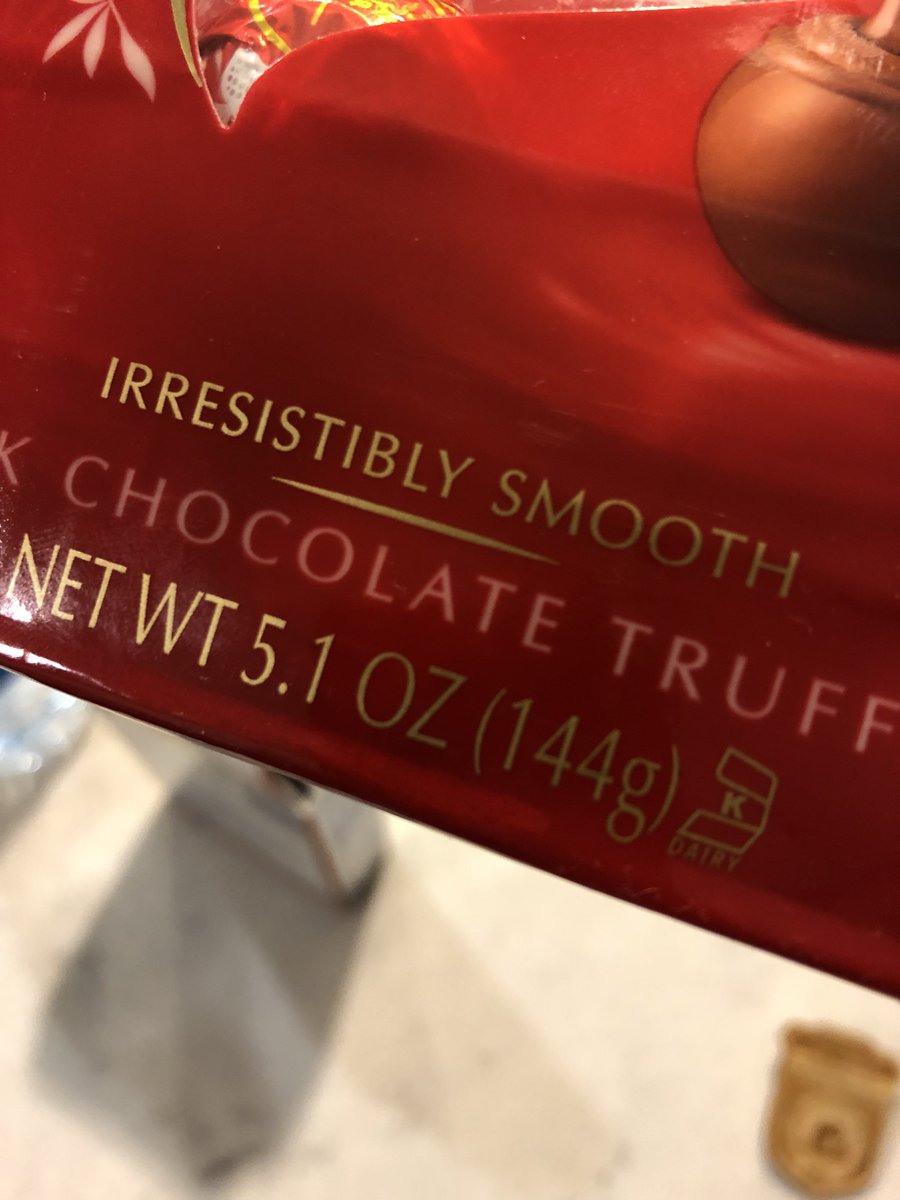 IRRESISTIBLY SMOOTH
K CHOCOLATE TRUFF
NET WT 5.1 OZ (144g)
K
DAIRY